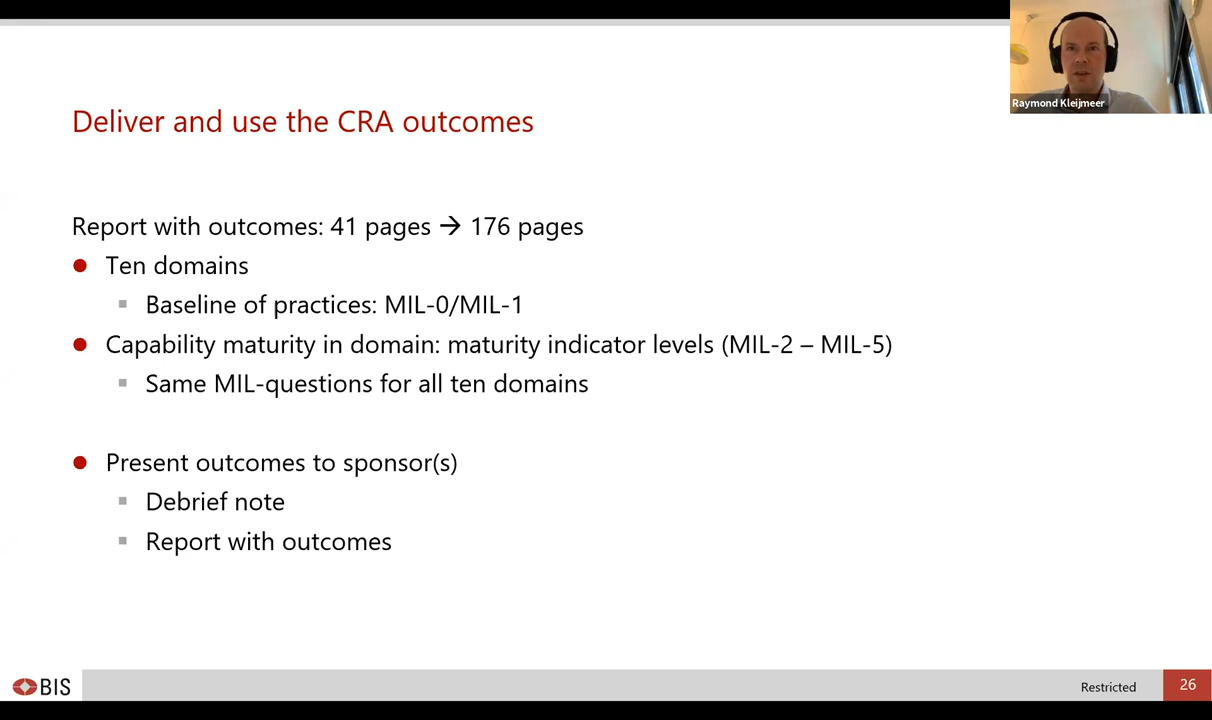 Raymond Kleijmeer
Deliver and use the CRA outcomes
Report with outcomes: 41 pages → 176 pages
● Ten domains
▪ Baseline of practices: MIL-0/MIL-1
● Capability maturity in domain: maturity indicator levels (MIL-2 – MIL-5)
▪ Same MIL-questions for all ten domains
● Present outcomes to sponsor(s)
▪ Debrief note
▪ Report with outcomes
BIS
Restricted
26